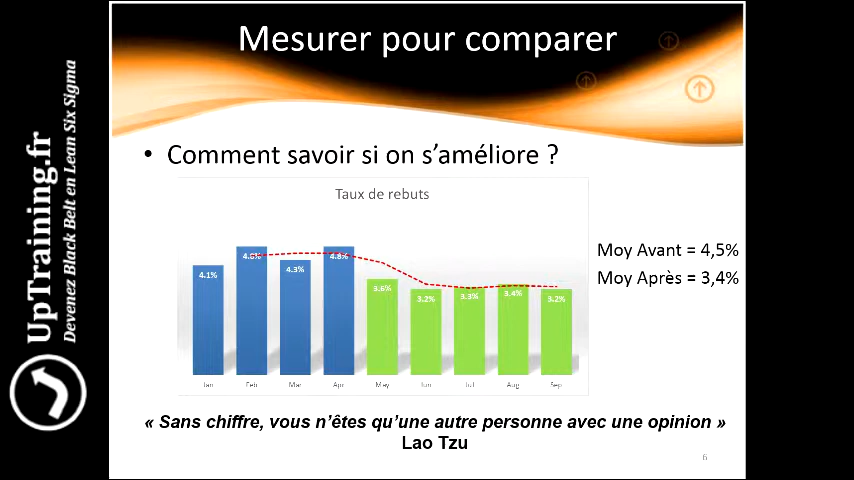 UpTraining.fr
Devenez Black Belt en Lean Six Sigma
Mesurer pour comparer
• Comment savoir si on s'améliore ?
Taux de rebuts
4.1%
4.3%
4.8%
3.6%
3.2%
3.3%
3.4%
3.2%
Jan
Feb
Mar
Apr
May
Jun
Jul
Aug
Sep
Moy Avant = 4,5%
Moy Après = 3,4%
« Sans chiffre, vous n'êtes qu'une autre personne avec une opinion »
Lao Tzu
6